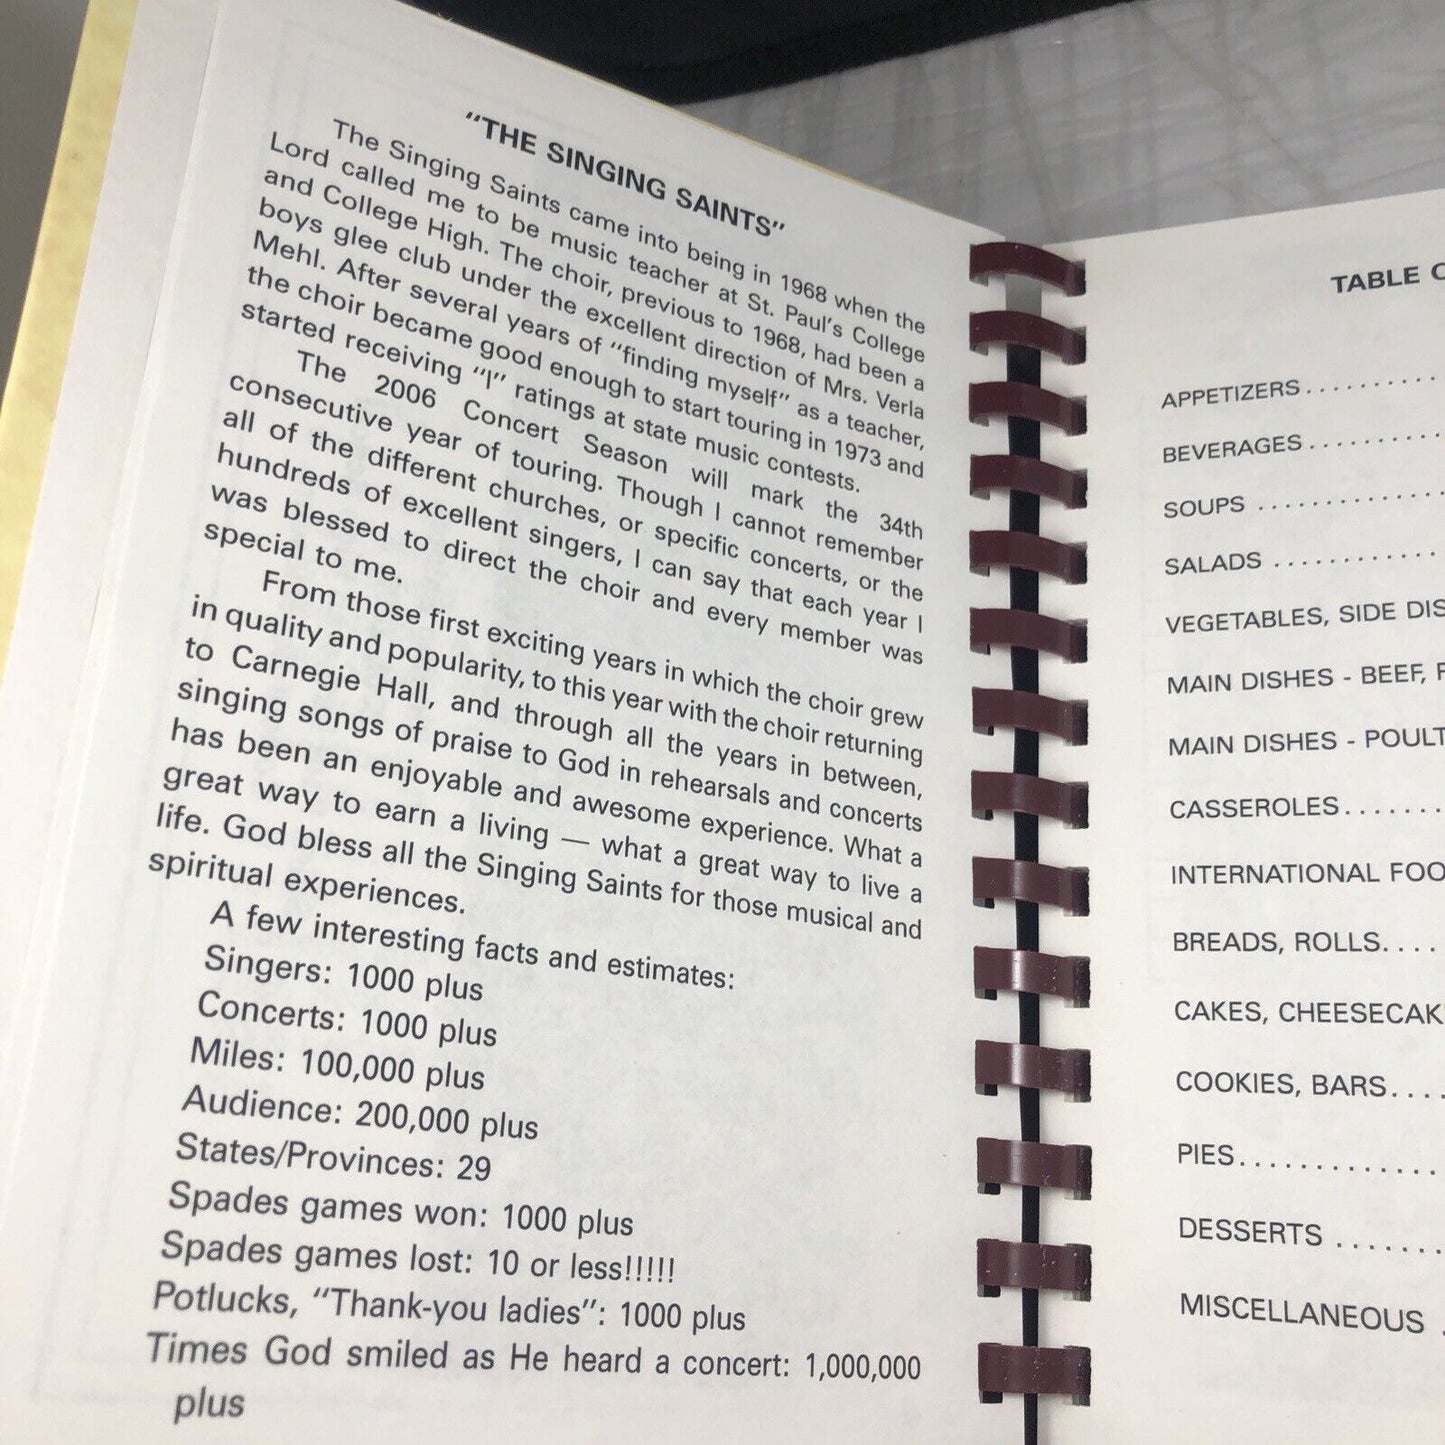 "THE SINGING SAINTS"
The Singing Saints came into being in 1968 when the
Lord called me to be music teacher at St. Paul's College
and College High. The choir, previous to 1968, had been a
boys glee club under the excellent direction of Mrs. Verla
Mehl. After several years of "finding myself" as a teacher,
the choir became good enough to start touring in 1973 and
started receiving "I" ratings at state music contests.
The 2006 Concert Season will mark the 34th
consecutive year of touring. Though I cannot remember
all of the different churches, or specific concerts, or the
hundreds of excellent singers, I can say that each year I
was blessed to direct the choir and every member was
special to me.
From those first exciting years in which the choir grew
in quality and popularity, to this year with the choir returning
to Carnegie Hall, and through all the years in between,
singing songs of praise to God in rehearsals and concerts
has been an enjoyable and awesome experience. What a
great way to earn a living — what a great way to live a
life. God bless all the Singing Saints for those musical and
spiritual experiences.
A few interesting facts and estimates:
Singers: 1000 plus
Concerts: 1000 plus
Miles: 100,000 plus
Audience: 200,000 plus
States/Provinces: 29
Spades games won: 1000 plus
Spades games lost: 10 or less!!!!!
Potlucks, "Thank-you ladies": 1000 plus
Times God smiled as He heard a concert: 1,000,000
plus
TABLE
APPETIZERS..........
BEVERAGES..........
SOUPS ..............
SALADS .............
VEGETABLES, SIDE DIS
MAIN DISHES - BEEF,
MAIN DISHES - POULT
CASSEROLES.......
INTERNATIONAL FOO
BREADS, ROLLS....
CAKES, CHEESECAK
COOKIES, BARS....
PIES..............
DESSERTS ........
MISCELLANEOUS .